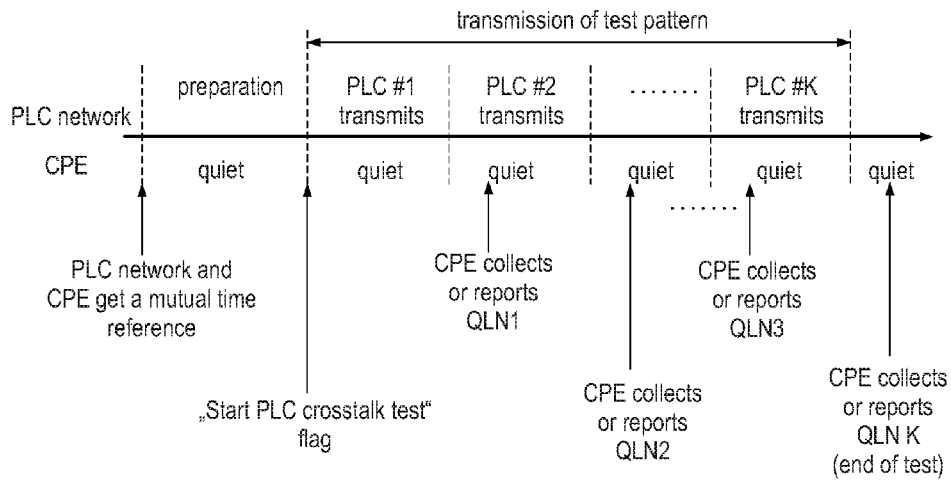 transmission of test pattern
preparation
PLC #1
transmits
PLC #2
transmits
........
PLC #K
transmits
PLC network
CPE
quiet
quiet
quiet
quiet
quiet
quiet
........
PLC network and
CPE get a mutual time
reference
„Start PLC crosstalk test“
flag
CPE collects
or reports
QLN1
CPE collects
or reports
QLN2
CPE collects
or reports
QLN3
CPE collects
or reports
QLN K
(end of test)